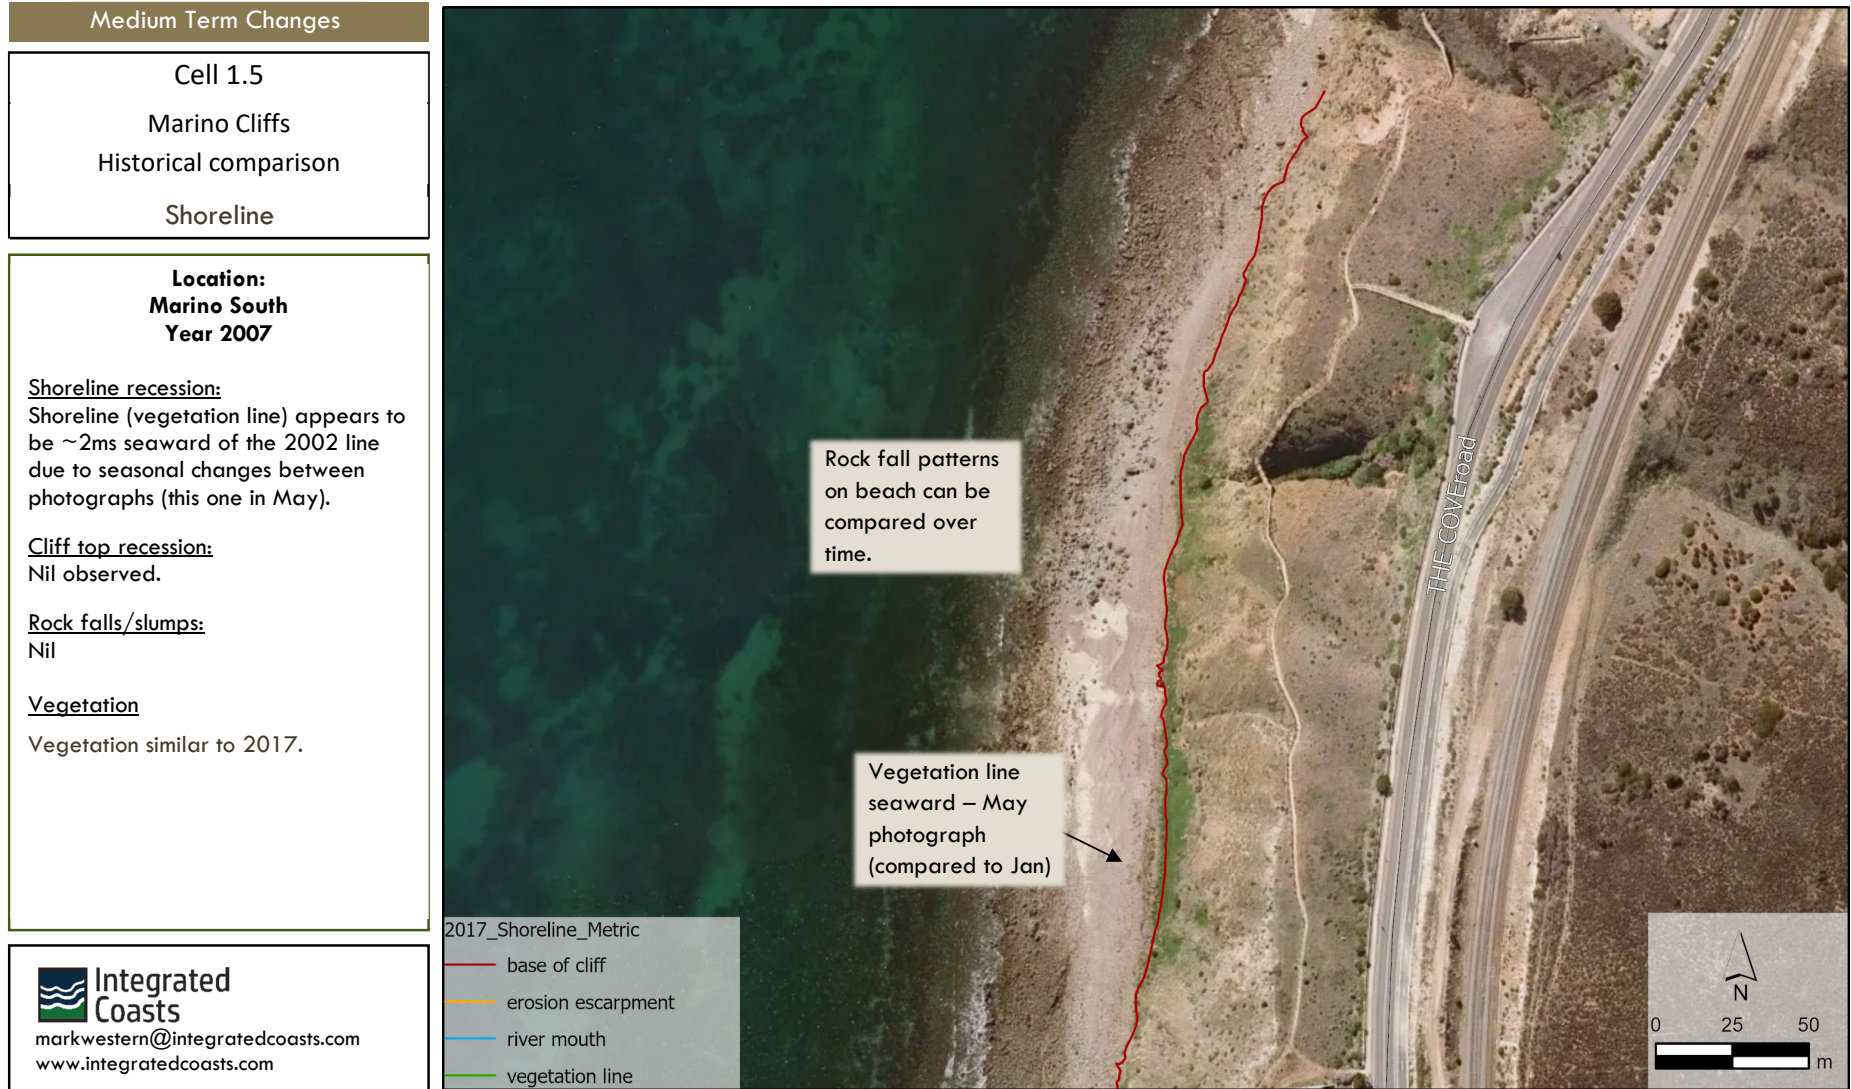 Medium Term Changes
Cell 1.5
Marino Cliffs
Historical comparison
Shoreline
Location:
Marino South
Year 2007
Shoreline recession:
Shoreline (vegetation line) appears to
be ~2ms seaward of the 2002 line
due to seasonal changes between
photographs (this one in May).
Cliff top recession:
Nil observed.
Rock falls/slumps:
Nil
Vegetation
Vegetation similar to 2017.
Integrated
Coasts
markwestern@integratedcoasts.com
www.integratedcoasts.com
Rock fall patterns
on beach can be
compared over
time.
Vegetation line
seaward – May
photograph
(compared to Jan)
THE COVEroad
2017_Shoreline_Metric
base of cliff
erosion escarpment
river mouth
vegetation line
N
0 25 50
m